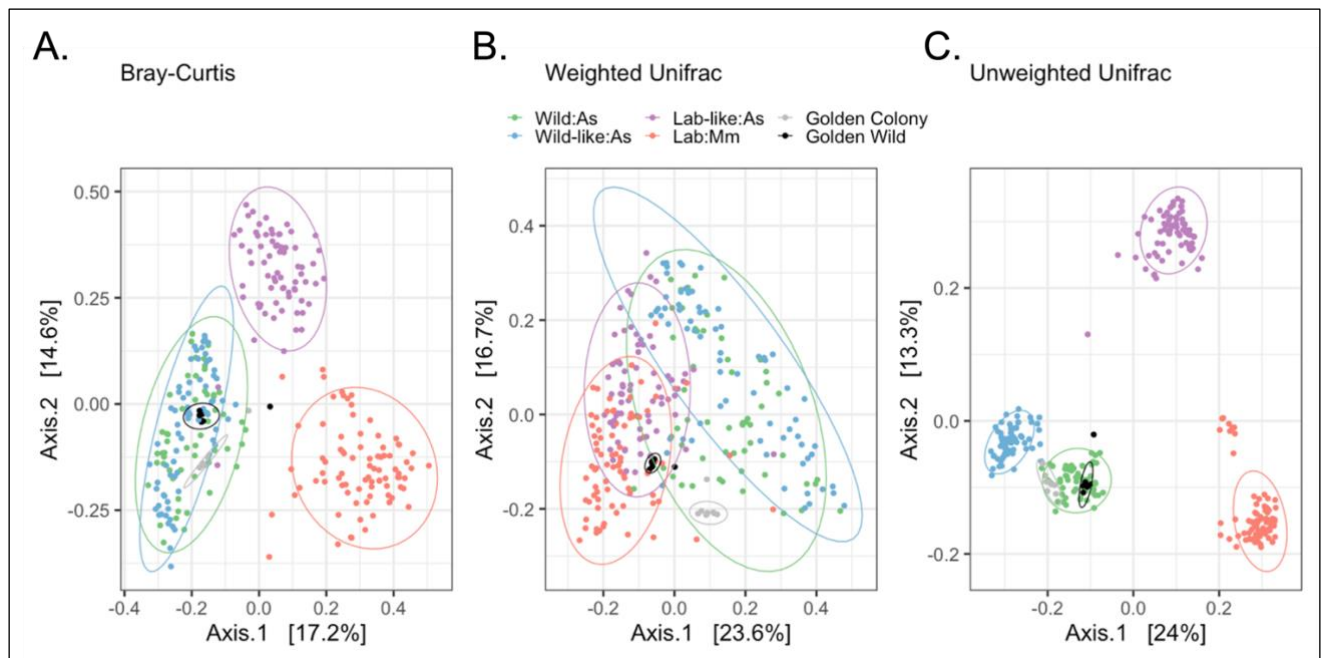 A.
B.
C.
Bray-Curtis
Weighted Unifrac
Unweighted Unifrac
Wild:As Lab-like:As Golden Colony
Wild-like:As Lab:Mm Golden Wild
Axis.2 [14.6%]
0.50
0.25
0.00
-0.25
-0.4 -0.2 0.0 0.2 0.4
Axis.1 [17.2%]
Axis.2 [16.7%]
0.4
0.2
0.0
-0.2
-0.2 0.0 0.2 0.4
Axis.1 [23.6%]
Axis.2 [13.3%]
0.2
0.0
-0.2
-0.2 0.0 0.2
Axis.1 [24%]